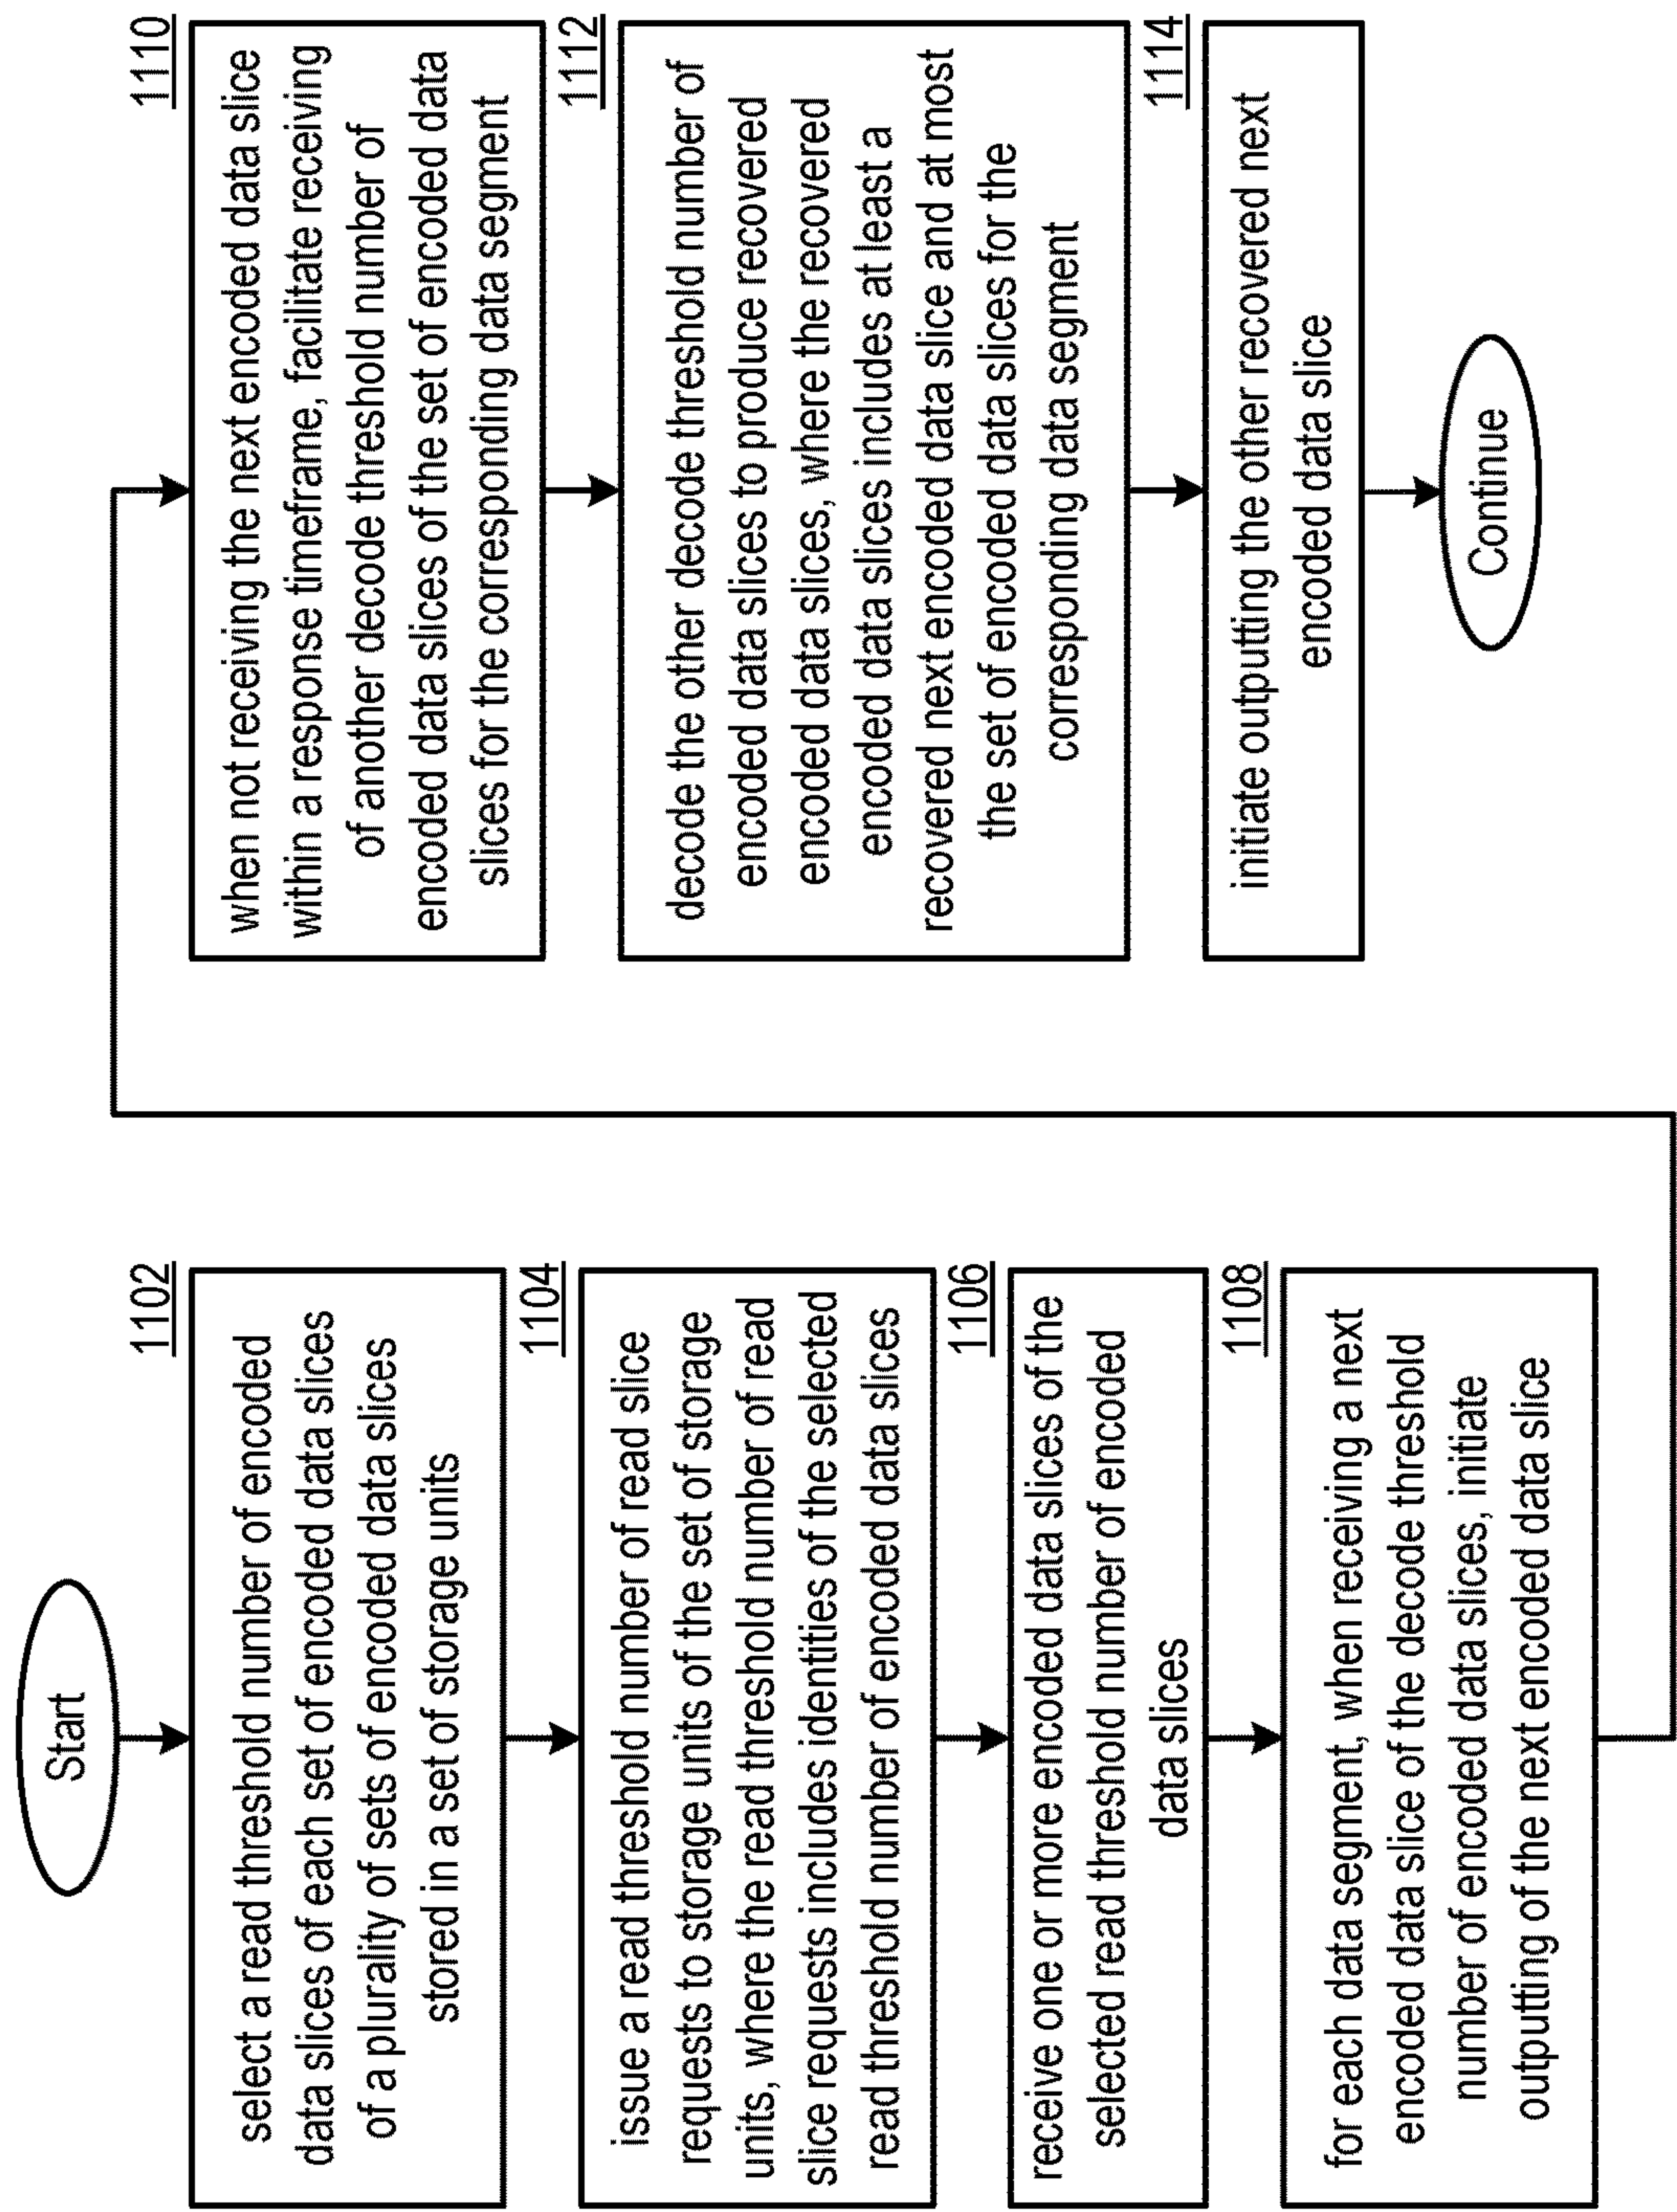 Start
1102
select a read threshold number of encoded
data slices of each set of encoded data slices
of a plurality of sets of encoded data slices
stored in a set of storage units
1104
issue a read threshold number of read slice
requests to storage units of the set of storage
units, where the read threshold number of read
slice requests includes identities of the selected
read threshold number of encoded data slices
1106
receive one or more encoded data slices of the
selected read threshold number of encoded
data slices
1108
for each data segment, when receiving a next
encoded data slice of the decode threshold
number of encoded data slices, initiate
outputting of the next encoded data slice
1110
when not receiving the next encoded data slice
within a response timeframe, facilitate receiving
of another decode threshold number of
encoded data slices of the set of encoded data
slices for the corresponding data segment
1112
decode the other decode threshold number of
encoded data slices to produce recovered
encoded data slices, where the recovered
encoded data slices includes at least a
recovered next encoded data slice and at most
the set of encoded data slices for the
corresponding data segment
1114
initiate outputting the other recovered next
encoded data slice
Continue